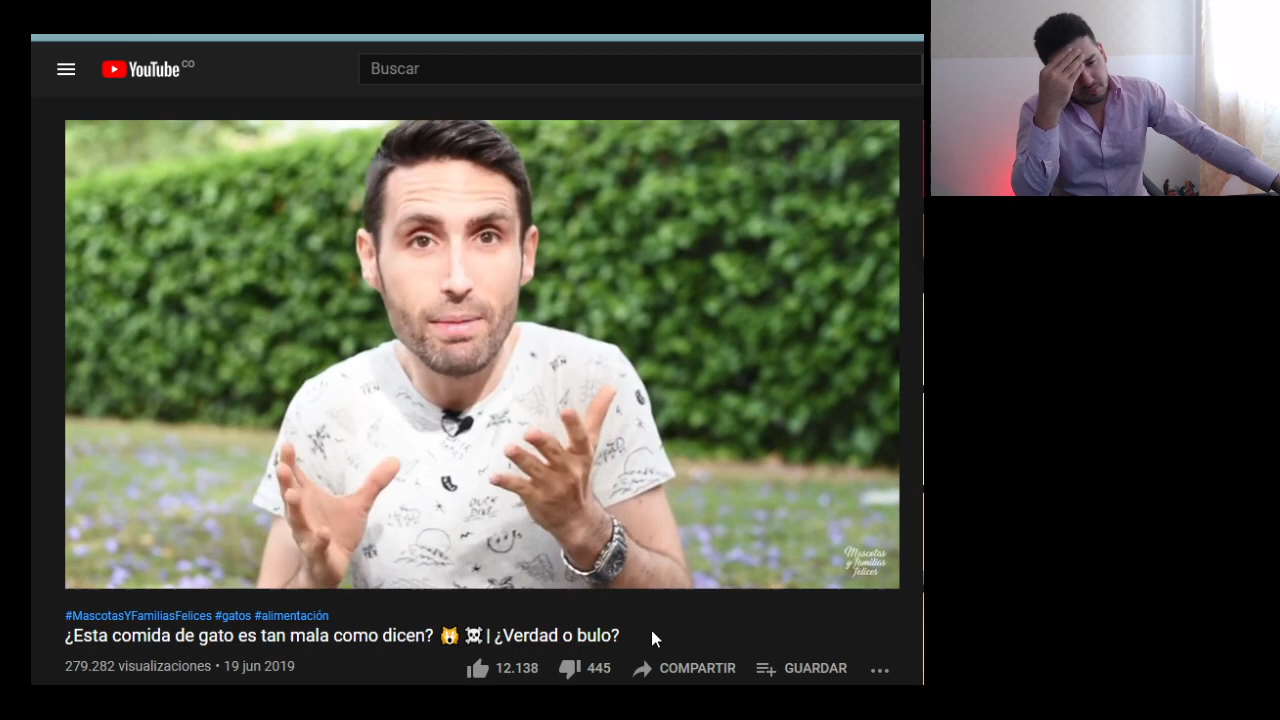 YouTube CO
Buscar
Mascotas
y familias
felices
#MascotasYFamiliasFelices #gatos #alimentación
¿Esta comida de gato es tan mala como dicen? 🙀 ☠ | ¿Verdad o bulo?
279.282 visualizaciones • 19 jun 2019
12.138
445
COMPARTIR
GUARDAR